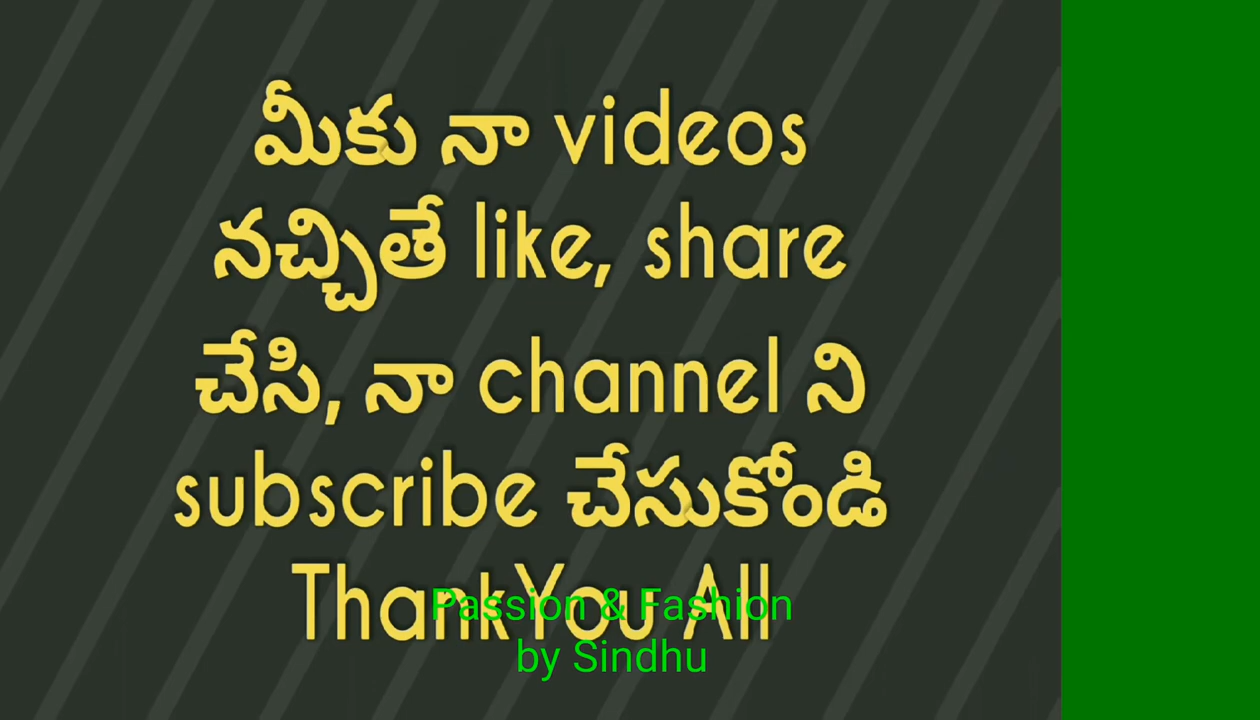 మీకు నా videos
నచ్చితే like, share
చేసి, నా channel ని
subscribe చేసుకోండి
ThankYou All
Passion & Fashion
by Sindhu